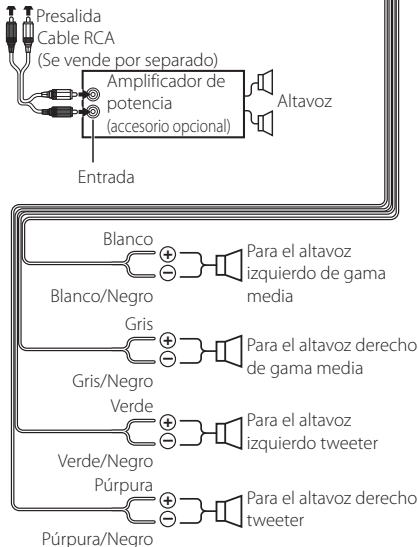 Presalida
Cable RCA
(Se vende por separado)
Amplificador de
potencia
(accesorio opcional)
Altavoz
Entrada
Blanco
Blanco/Negro
Para el altavoz
izquierdo de gama
media
Gris
Gris/Negro
Para el altavoz derecho
de gama media
Verde
Verde/Negro
Para el altavoz
izquierdo tweeter
Púrpura
Púrpura/Negro
Para el altavoz derecho
tweeter